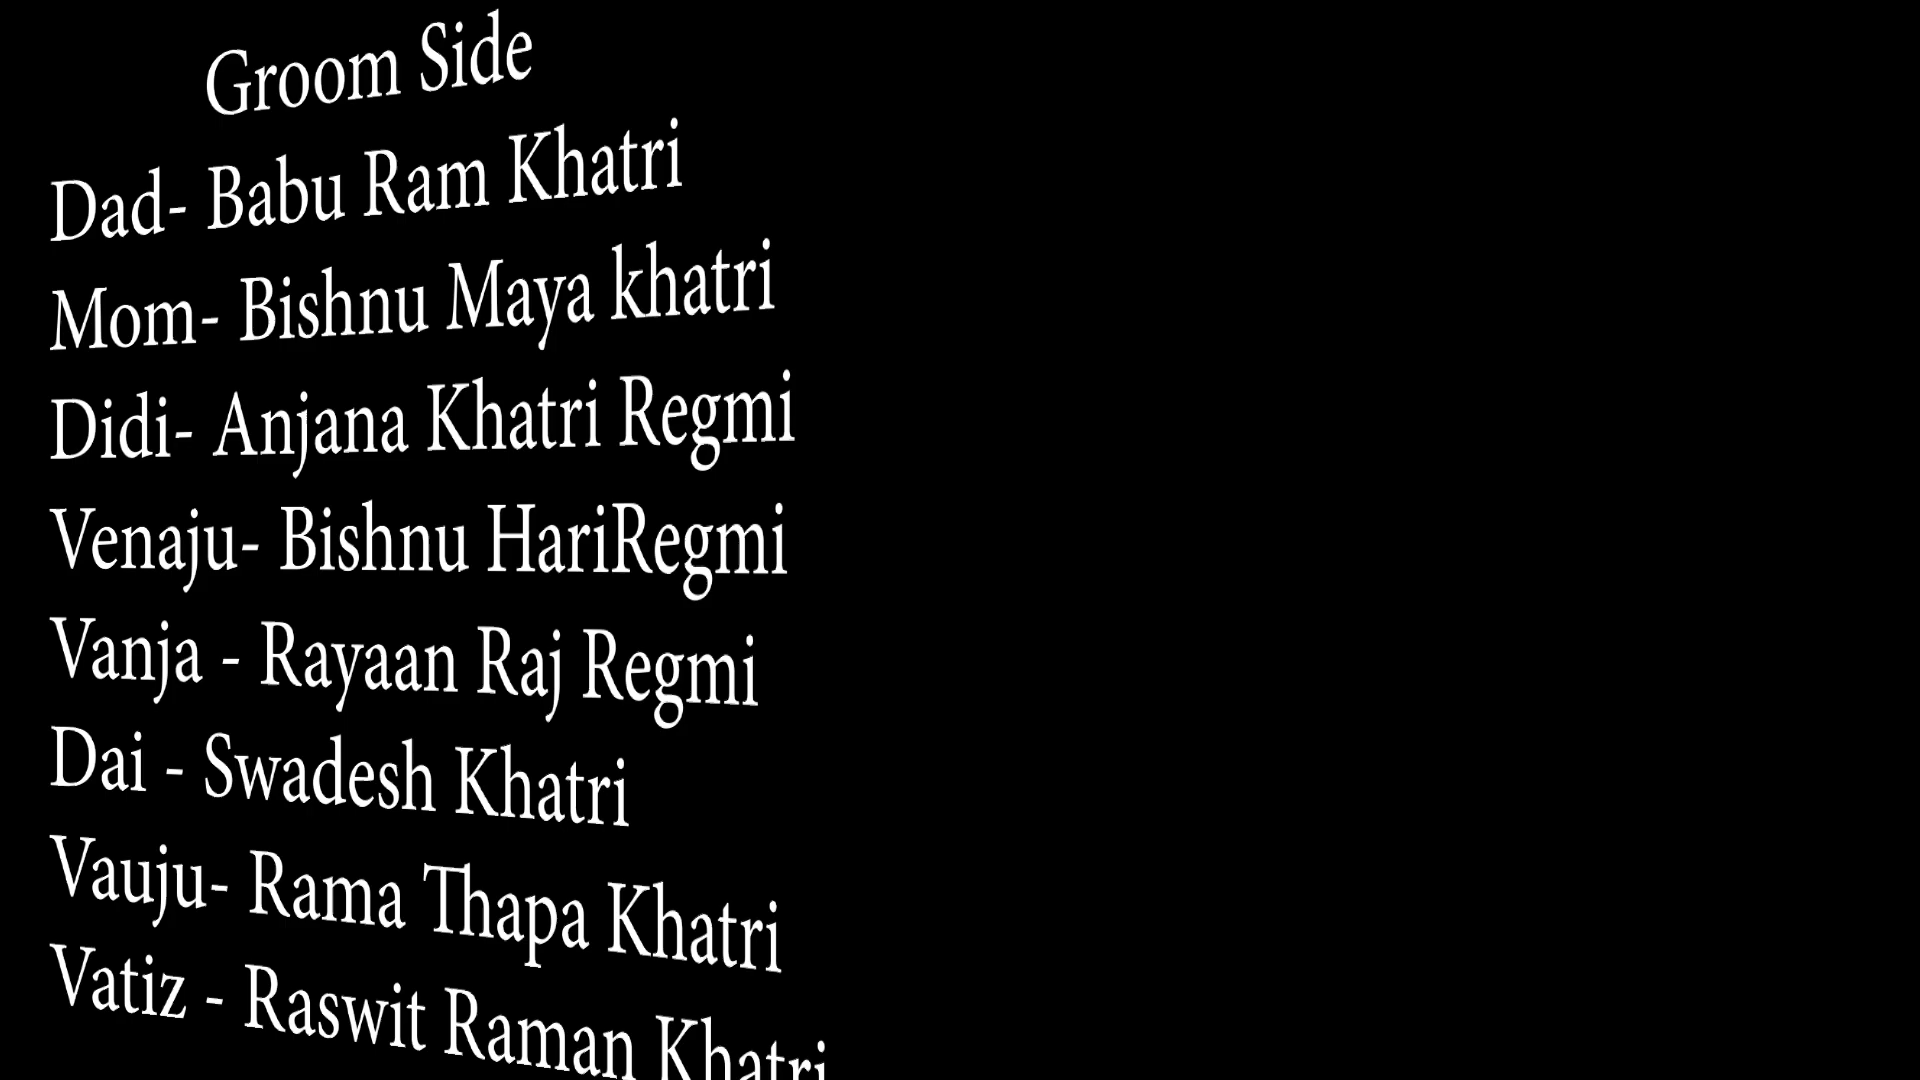 Groom Side
Dad- Babu Ram Khatri
Mom- Bishnu Maya khatri
Didi- Anjana Khatri Regmi
Venaju- Bishnu HariRegmi
Vanja - Rayaan Raj Regmi
Dai - Swadesh Khatri
Vauju- Rama Thapa Khatri
Vatiz - Raswit Raman Khatri